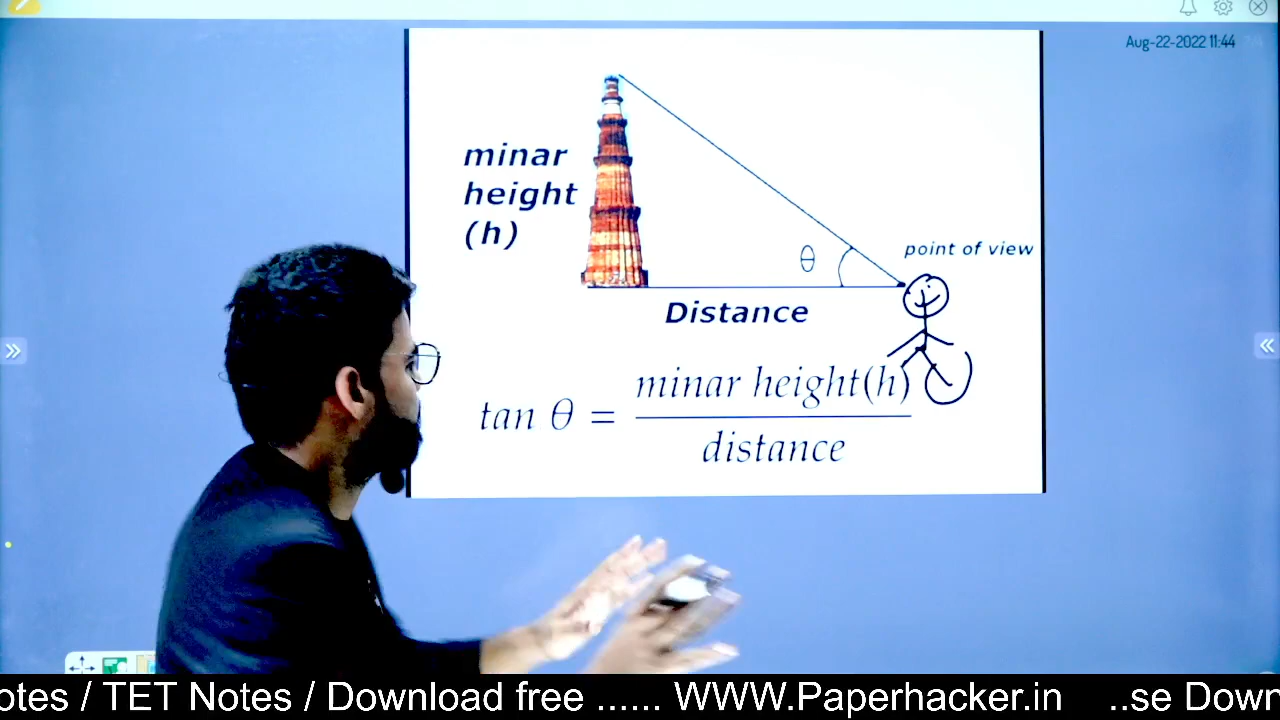 Aug-22-2022 11:44
minar
height
(h)
θ
point of view
Distance
tan θ = minar height(h)
distance
otes / TET Notes / Download free ...... WWW.Paperhacker.in ..se Down